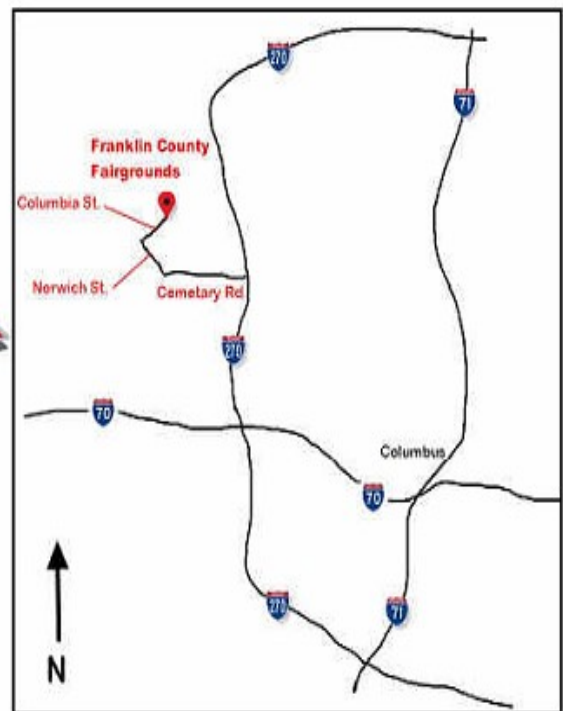 270
71
Franklin County
Fairgrounds
Columbia St.
Norwich St.
Cemetary Rd
270
70
Columbus
70
270
71
N